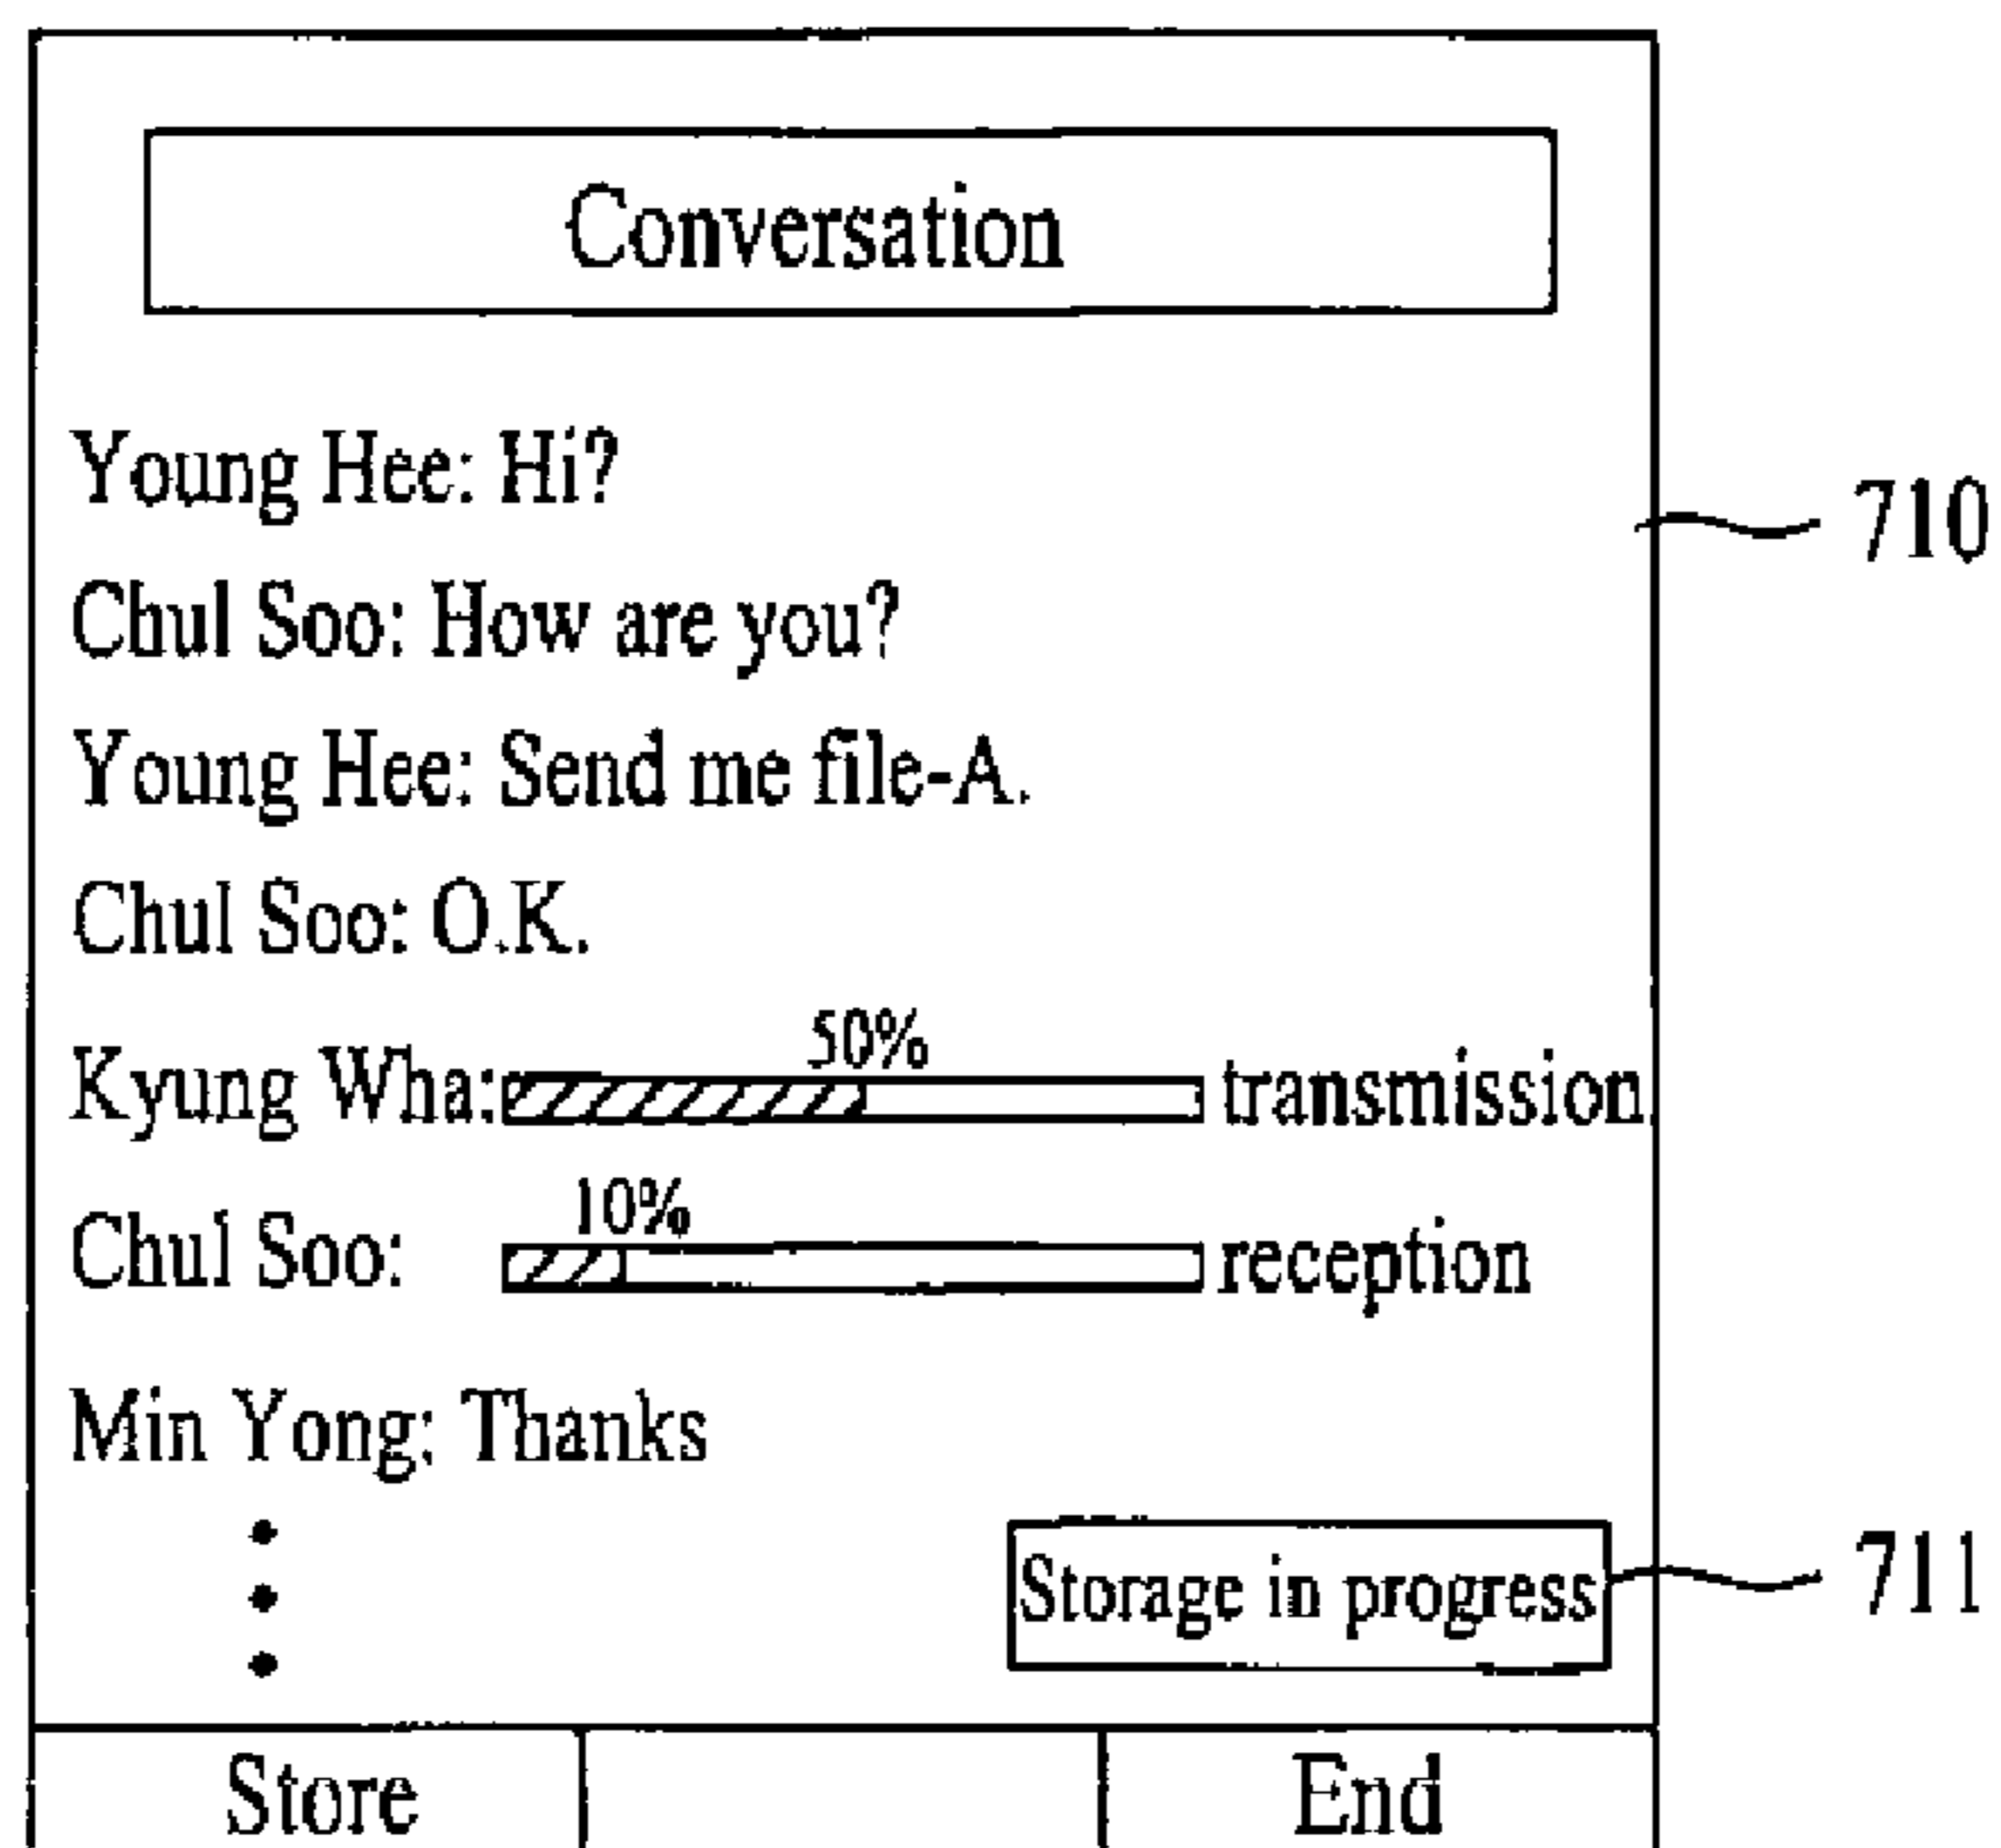 Conversation
Young Hee: Hi?
710
Chul Soo: How are you?
Young Hee: Send me file-A.
Chul Soo: O.K.
50%
Kyung Wha: transmission
10%
Chul Soo: reception
Min Yong: Thanks
Storage in progress
711
Store End